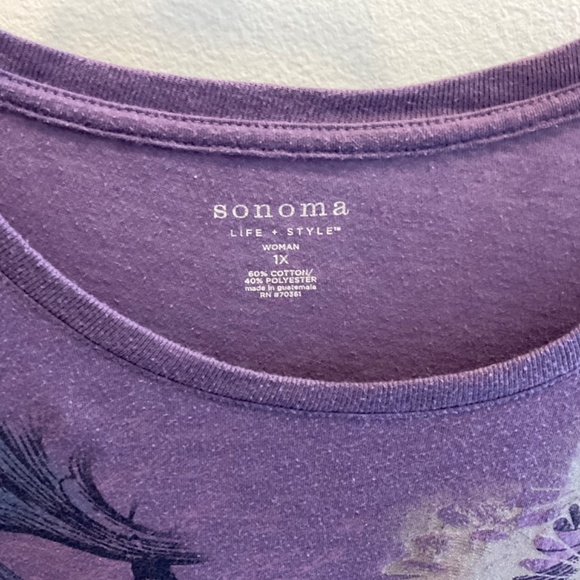 sonoma
LIFE + STYLE™
WOMAN
1X
60% COTTON/
40% POLYESTER
made in guatemala
RN #70361